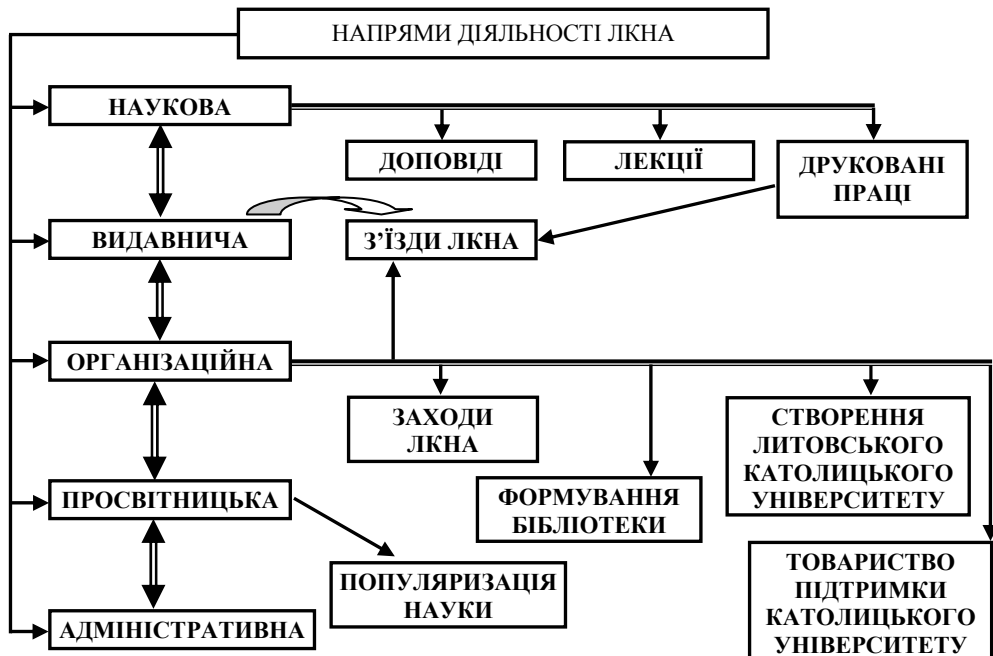 НАПРЯМИ ДІЯЛЬНОСТІ ЛКНА
НАУКОВА
ДОПОВІДІ
ЛЕКЦІЇ
ДРУКОВАНІ
ПРАЦІ
ВИДАВНИЧА
З’ЇЗДИ ЛКНА
ОРГАНІЗАЦІЙНА
ЗАХОДИ
ЛКНА
СТВОРЕННЯ
ЛИТОВСЬКОГО
КАТОЛИЦЬКОГО
УНІВЕРСИТЕТУ
ПРОСВІТНИЦЬКА
ФОРМУВАННЯ
БІБЛІОТЕКИ
ПОПУЛЯРИЗАЦІЯ
НАУКИ
ТОВАРИСТВО
ПІДТРИМКИ
КАТОЛИЦЬКОГО
УНІВЕРСИТЕТУ
АДМІНІСТРАТИВНА